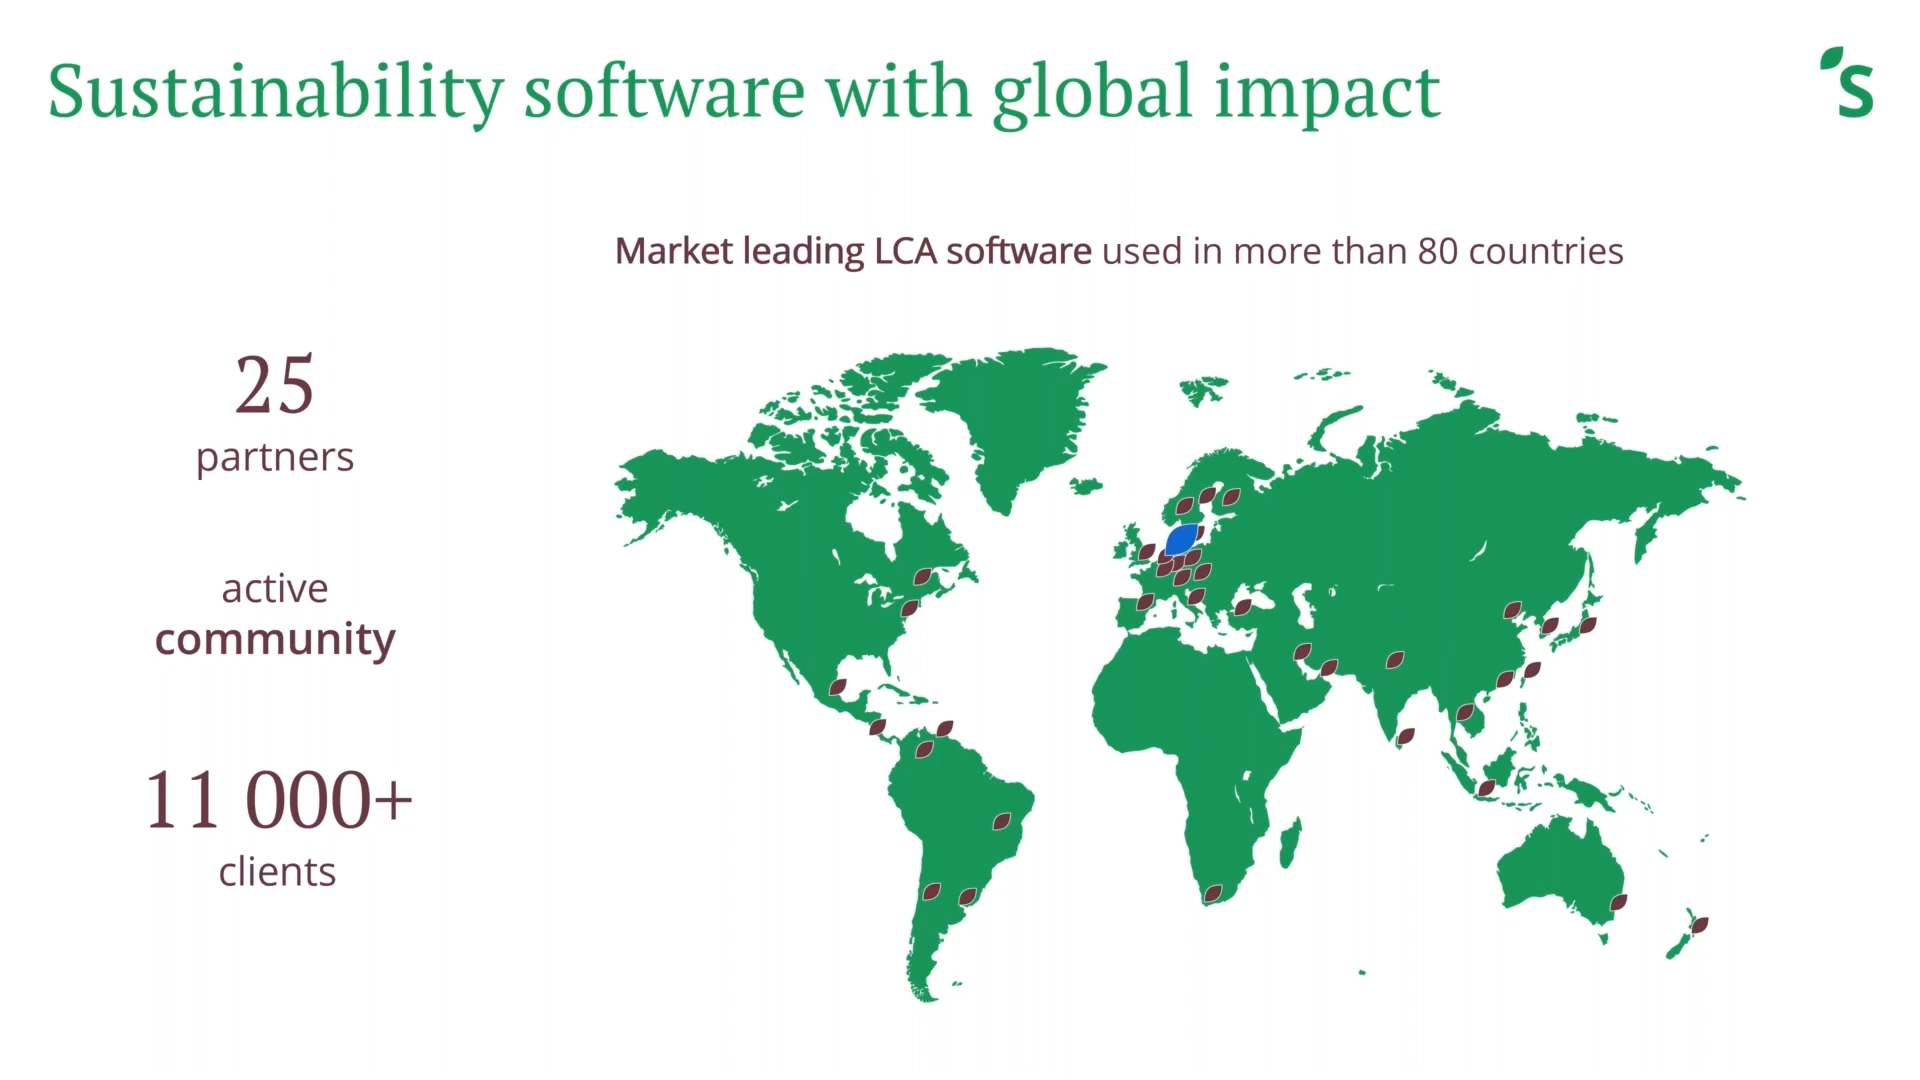 Sustainability software with global impact
S
Market leading LCA software used in more than 80 countries
25
partners
active
community
11 000+
clients